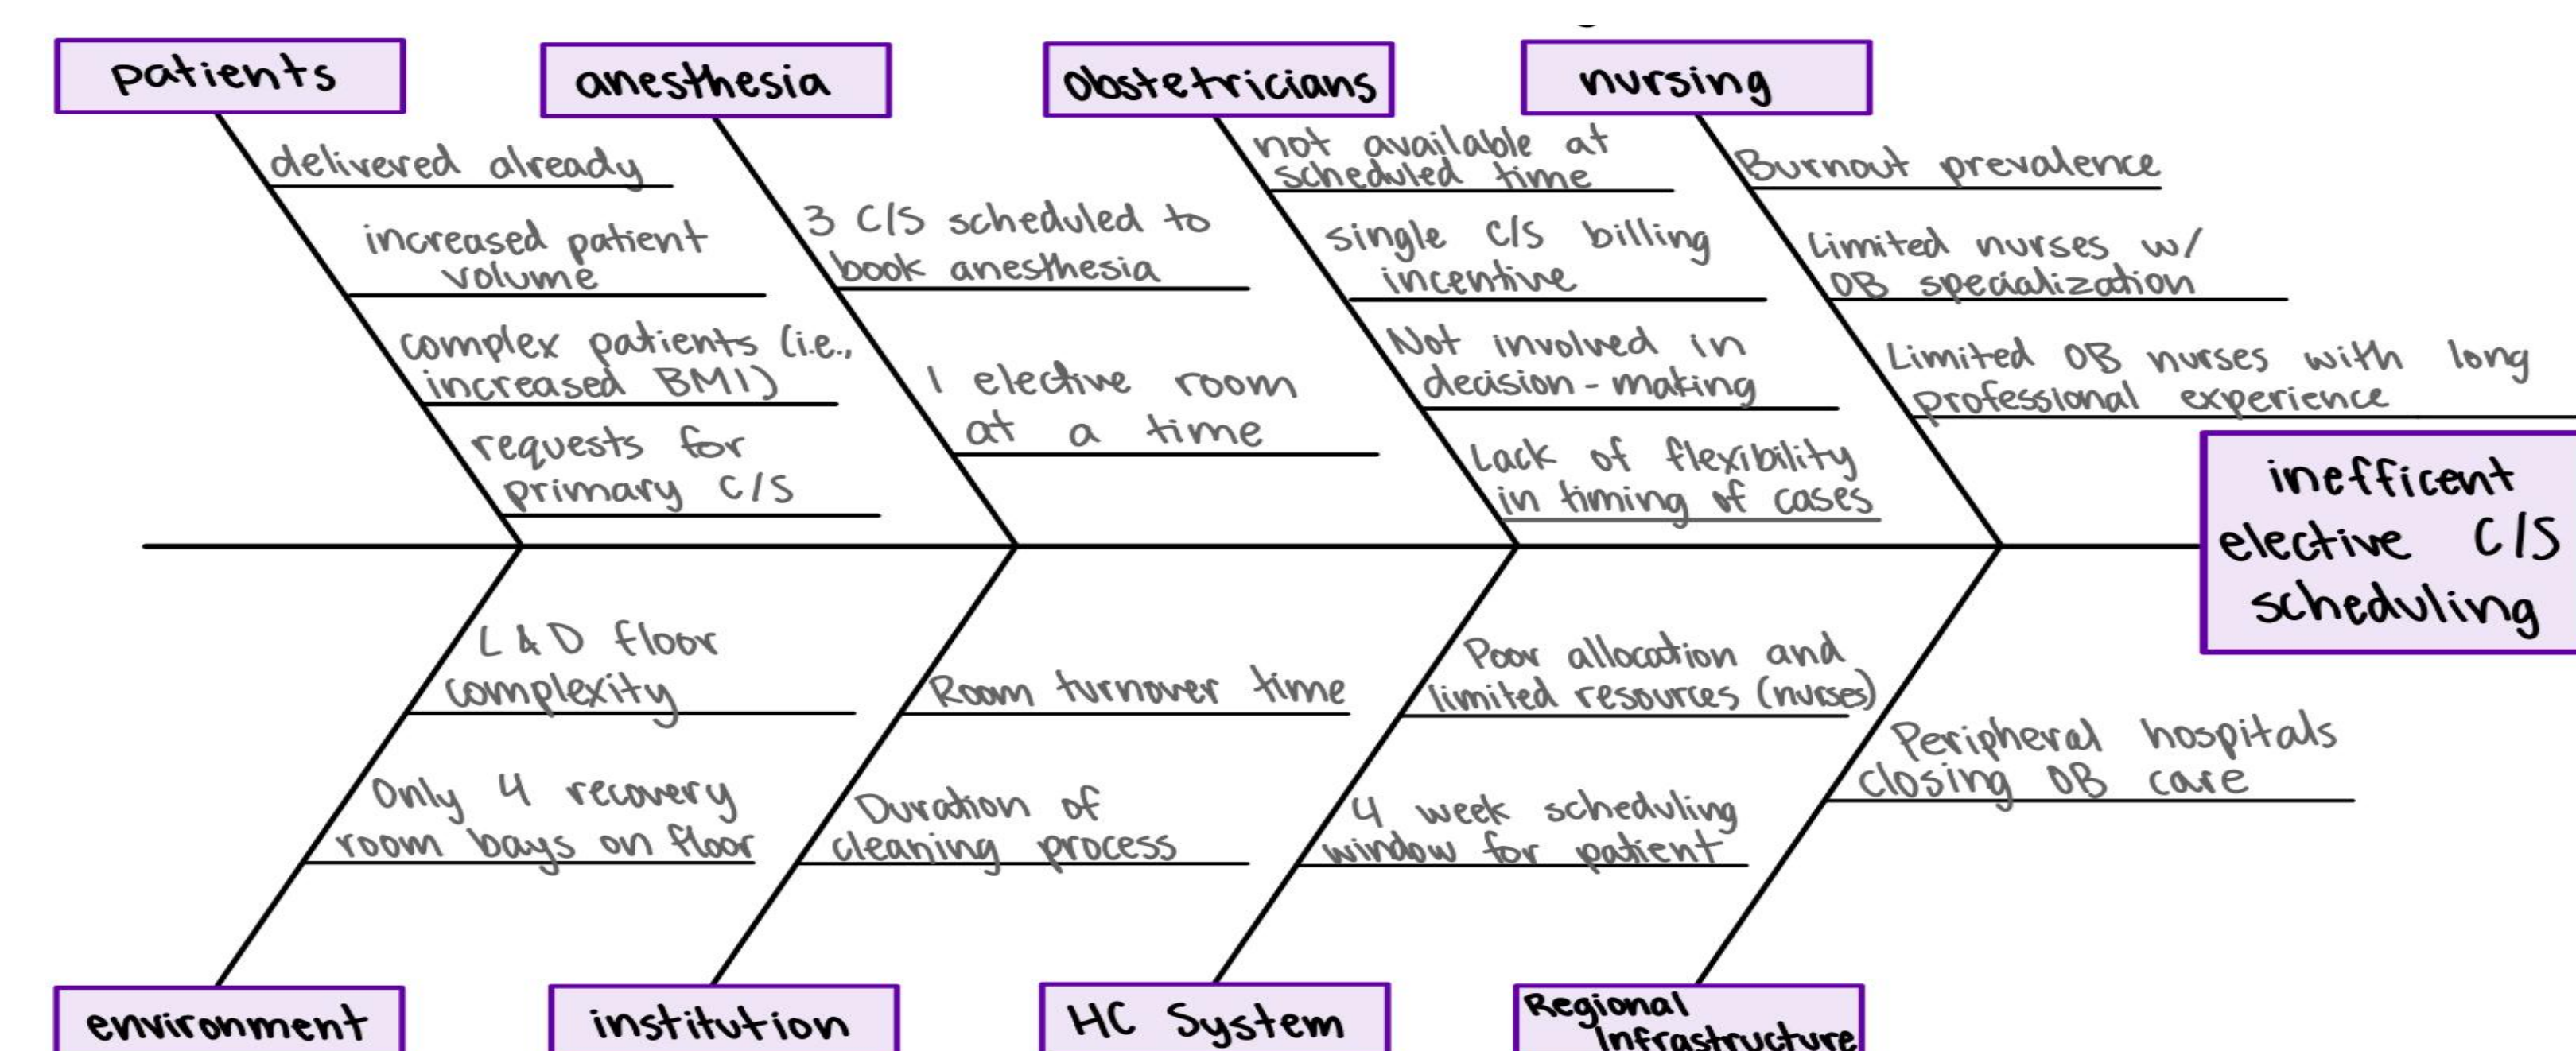 patients
delivered already
increased patient
volume
complex patients (i.e.,
increased BMI)
requests for
primary C/S
anesthesia
3 C/S scheduled to
book anesthesia
1 elective room
at a time
Obstetricians
not available at
scheduled time
single c/s billing
incentive
Not involved in
decision-making
Lack of flexibility
in timing of cases
nursing
Burnout prevalence
Limited nurses w/
OB specialization
Limited OB nurses with long
professional experience
inefficent
elective C/S
scheduling
L & D floor
complexity
Only 4 recovery
room bays on floor
environment
Room turnover time
Duration of
cleaning process
institution
Poor allocation and
limited resources (nurses)
4 week scheduling
window for patient
HC System
Peripheral hospitals
closing OB care
Regional
Infrastructure